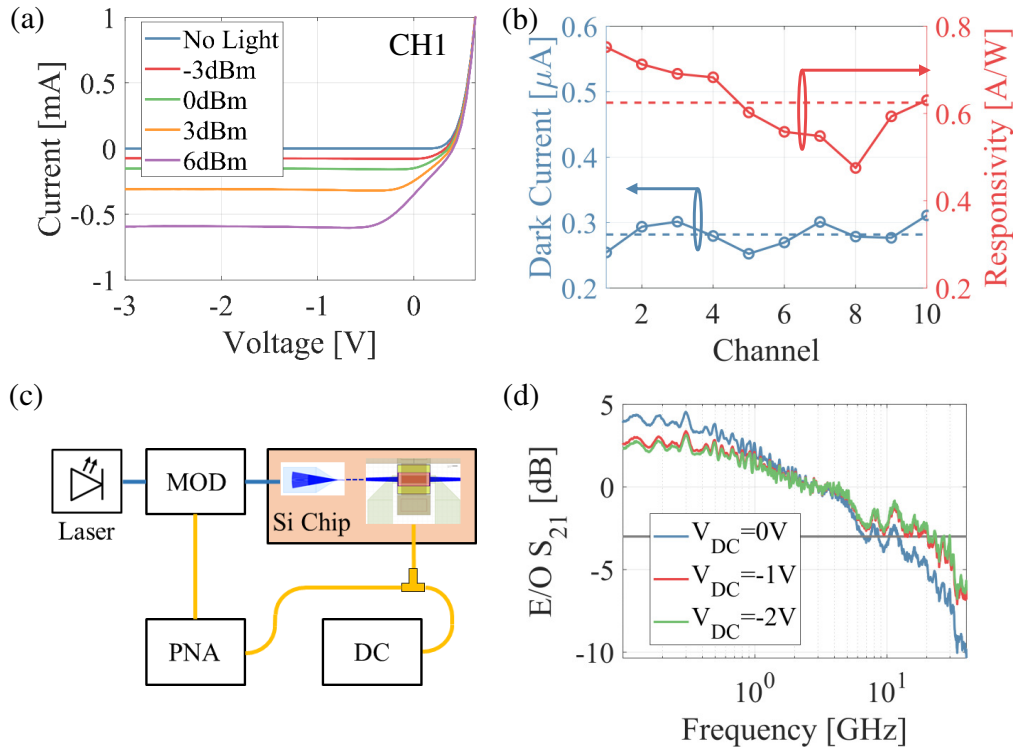 (a)
Current [mA]
1
0.5
0
-0.5
-1
No Light
-3dBm
0dBm
3dBm
6dBm
CH1
-3
-2
-1
0
Voltage [V]
(b)
Dark Current [μA]
0.6
0.5
0.4
0.3
0.2
0.8
0.6
0.4
0.2
Responsivity [A/W]
2
4
6
8
10
Channel
(c)
Laser
MOD
Si Chip
PNA
DC
(d)
E/O S21 [dB]
5
0
-5
-10
VDC=0V
VDC=-1V
VDC=-2V
10^0
10^1
Frequency [GHz]